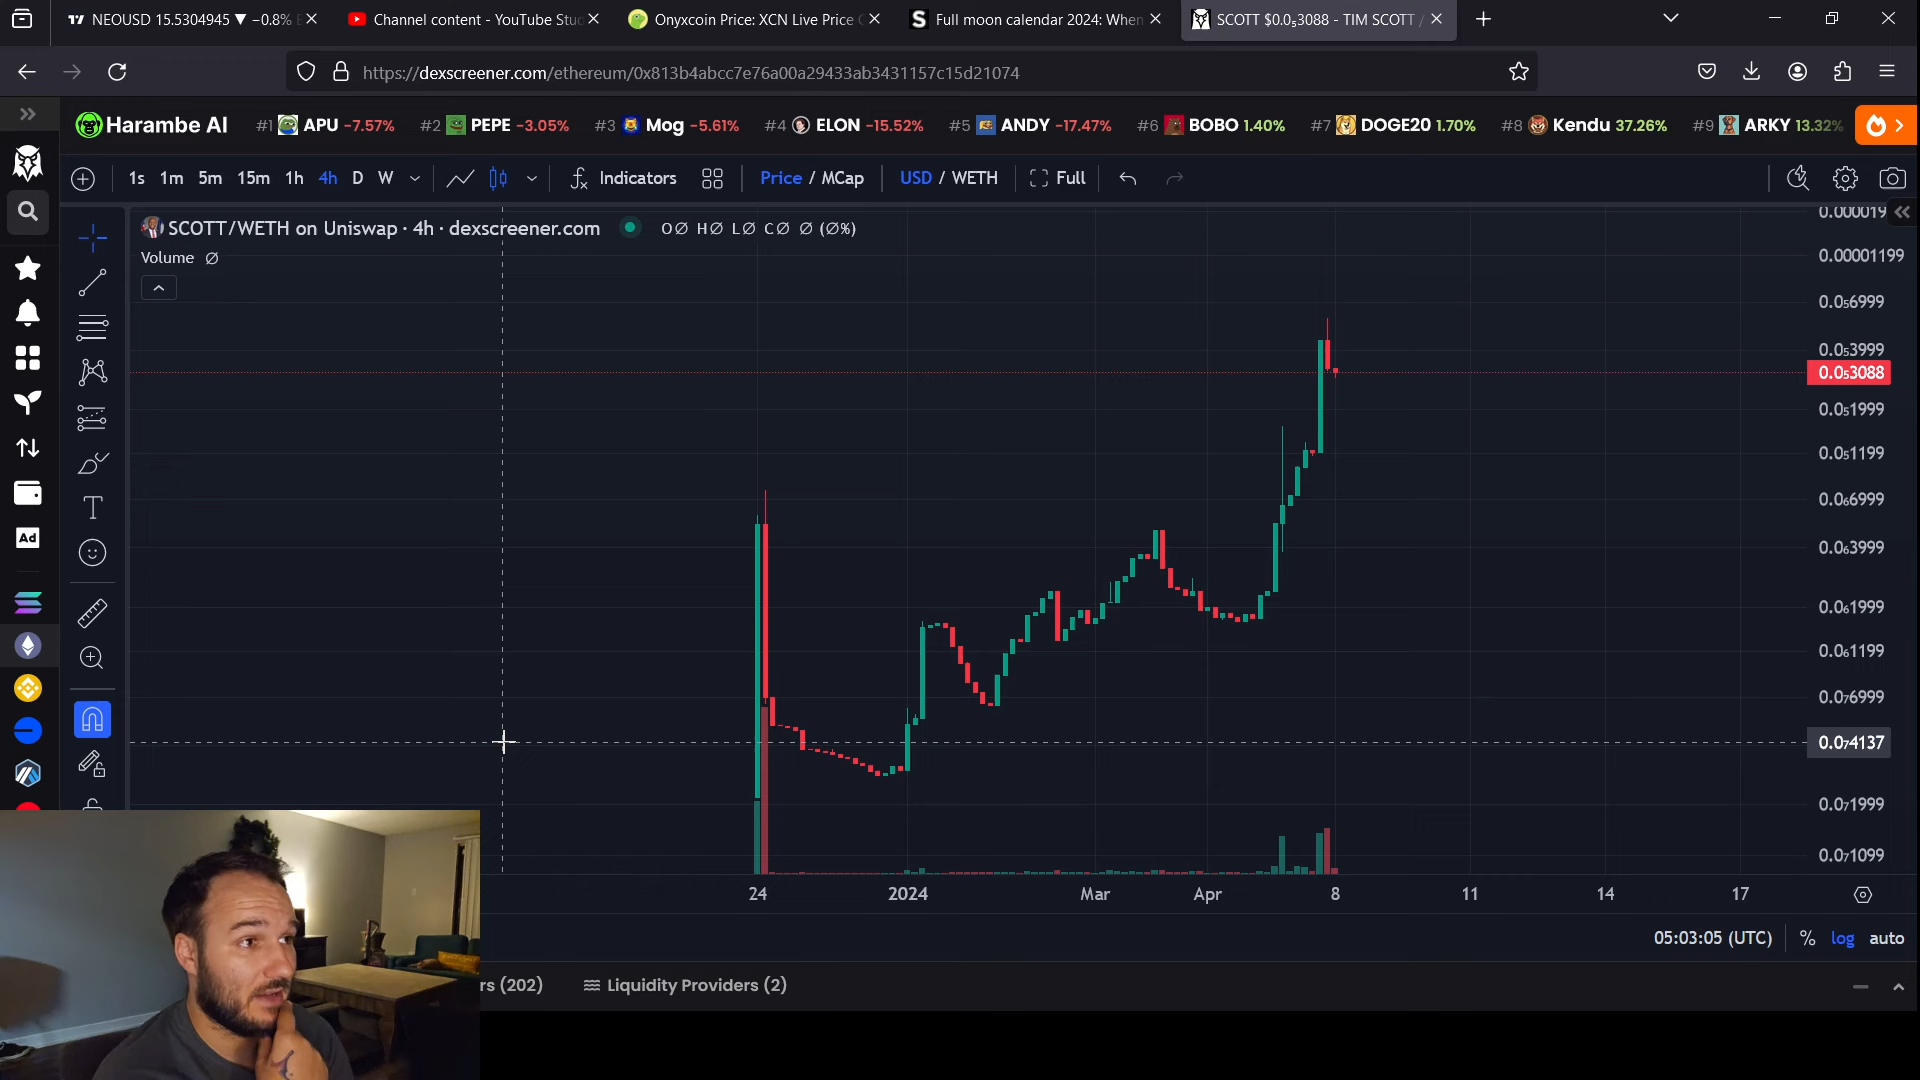 NEOUSD 15.5304945 ▼ −0.8%
Channel content - YouTube Stu
Onyxcoin Price: XCN Live Price
Full moon calendar 2024: When
SCOTT $0.0₅3088 - TIM SCOTT /
https://dexscreener.com/ethereum/0x813b4abcc7e76a00a29433ab3431157c15d21074
Harambe AI #1 APU -7.57% #2 PEPE -3.05% #3 Mog -5.61% #4 ELON -15.52% #5 ANDY -17.47% #6 BOBO 1.40% #7 DOGE20 1.70% #8 Kendu 37.26% #9 ARKY 13.32%
1s 1m 5m 15m 1h 4h D W Indicators Price / MCap USD / WETH Full
SCOTT/WETH on Uniswap · 4h · dexscreener.com O∅ H∅ L∅ C∅ ∅ (∅%)
Volume ∅
0.000019
0.00001199
0.0₅6999
0.0₅3999
0.0₅3088
0.0₅1999
0.0₅1199
0.0₆6999
0.0₆3999
0.0₆1999
0.0₆1199
0.0₇6999
0.0₇4137
0.0₇1999
0.0₇1099
Ad
24 2024 Mar Apr 8 11 14 17
05:03:05 (UTC) % log auto
rs (202) Liquidity Providers (2)